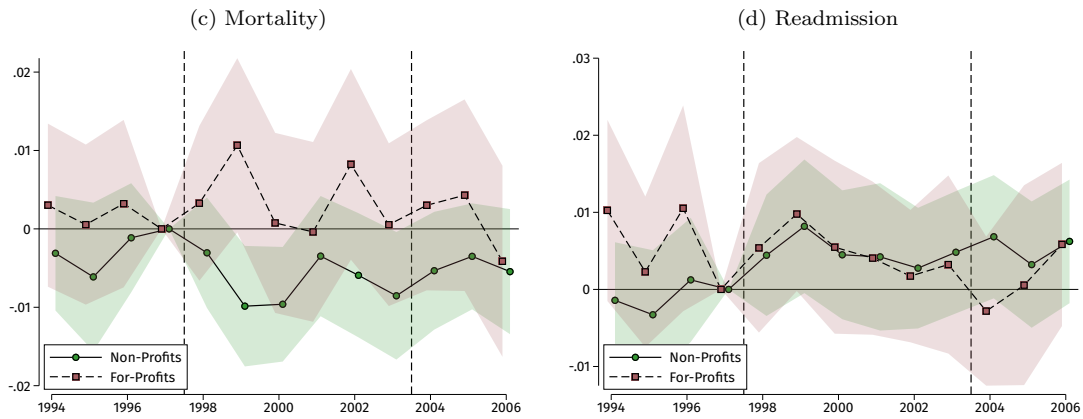 (c) Mortality)
.02
.01
0
-.01
-.02
Non-Profits
For-Profits
1994 1996 1998 2000 2002 2004 2006
(d) Readmission
.03
.02
.01
0
-.01
Non-Profits
For-Profits
1994 1996 1998 2000 2002 2004 2006